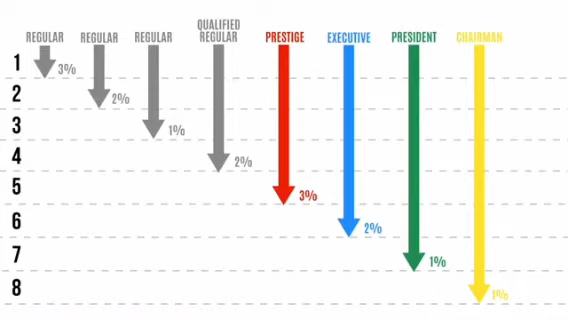 REGULAR
REGULAR
REGULAR
QUALIFIED
REGULAR
PRESTIGE
EXECUTIVE
PRESIDENT
CHAIRMAN
1
3%
2
2%
3
1%
4
2%
5
3%
6
2%
7
1%
8
1%